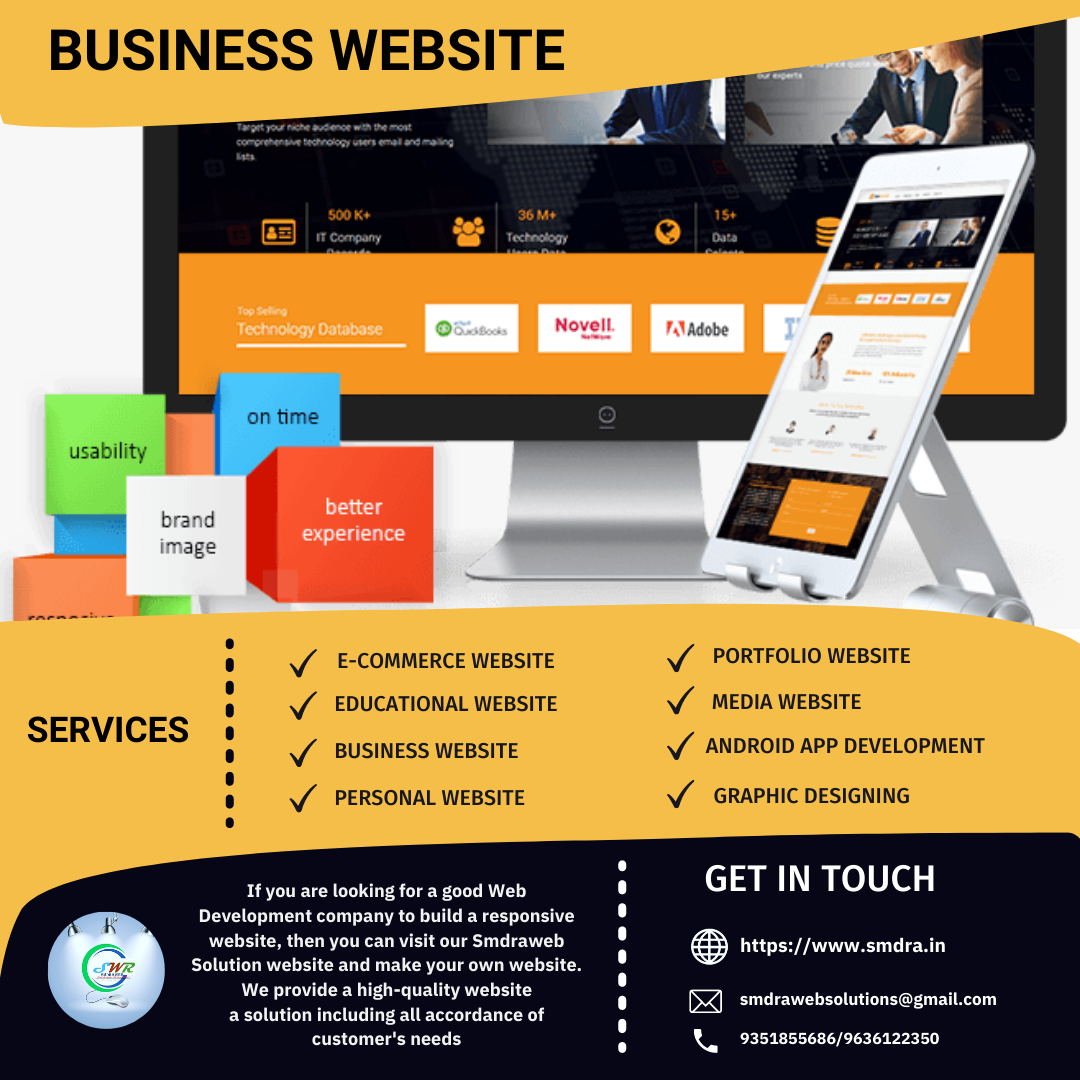 BUSINESS WEBSITE
our experts
Target your niche audience with the most
comprehensive technology users email and mailing
lists.
500 K+
IT Company
Records
36 M+
Technology
Users Data
15+
Data
Top Selling
Technology Database
QuickBooks
Novell.
NetWare
Adobe
usability
on time
brand
image
better
experience
SERVICES
E-COMMERCE WEBSITE
EDUCATIONAL WEBSITE
BUSINESS WEBSITE
PERSONAL WEBSITE
PORTFOLIO WEBSITE
MEDIA WEBSITE
ANDROID APP DEVELOPMENT
GRAPHIC DESIGNING
SWR
If you are looking for a good Web
Development company to build a responsive
website, then you can visit our Smdraweb
Solution website and make your own website.
We provide a high-quality website
a solution including all accordance of
customer's needs
GET IN TOUCH
https://www.smdra.in
smdrawebsolutions@gmail.com
9351855686/9636122350